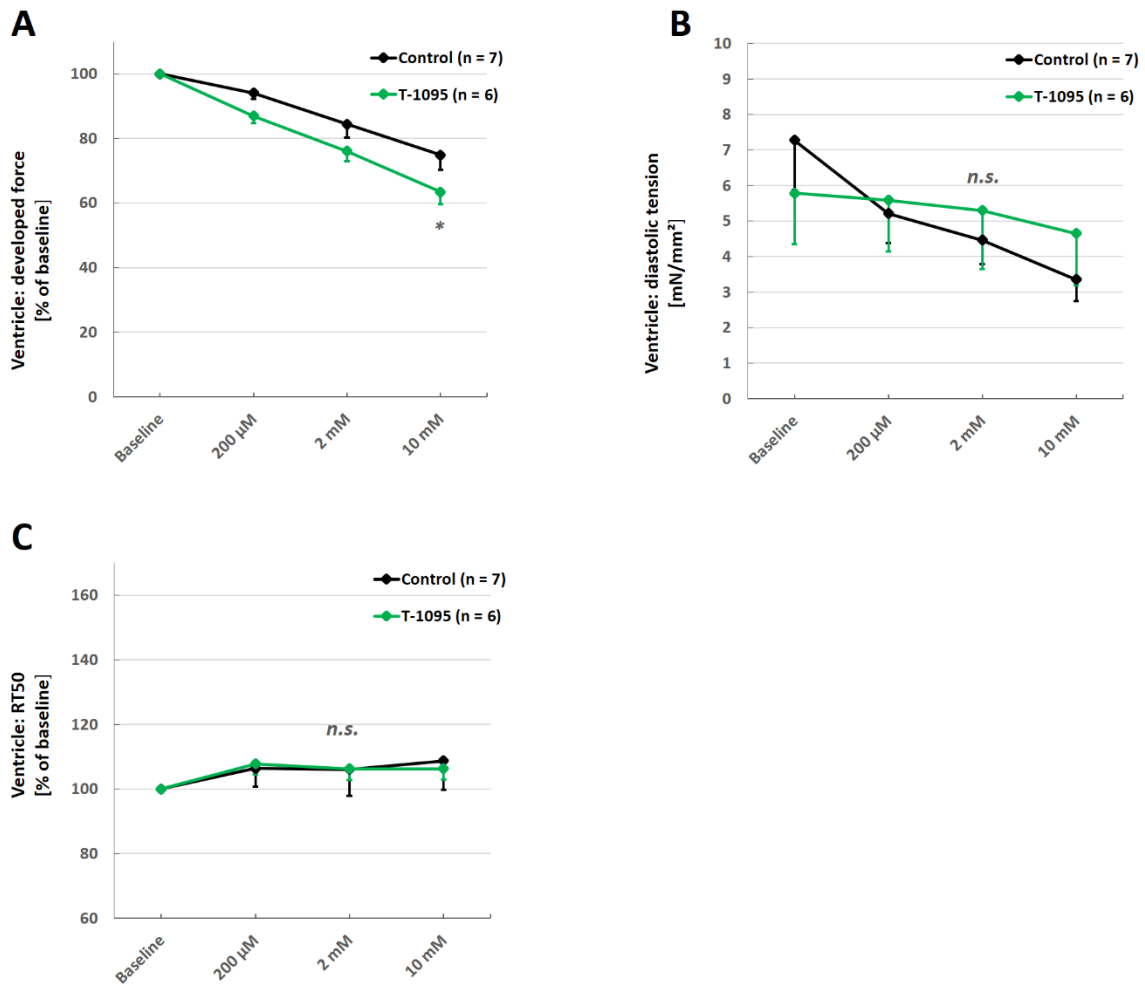 A
Ventricle: developed force
[% of baseline]
100
80
60
40
20
0
Control (n = 7)
T-1095 (n = 6)
*
Baseline
200 µM
2 mM
10 mM
B
Ventricle: diastolic tension
[mN/mm²]
10
9
8
7
6
5
4
3
2
1
0
Control (n = 7)
T-1095 (n = 6)
n.s.
Baseline
200 µM
2 mM
10 mM
C
Ventricle: RT50
[% of baseline]
160
140
120
100
80
60
Control (n = 7)
T-1095 (n = 6)
n.s.
Baseline
200 µM
2 mM
10 mM